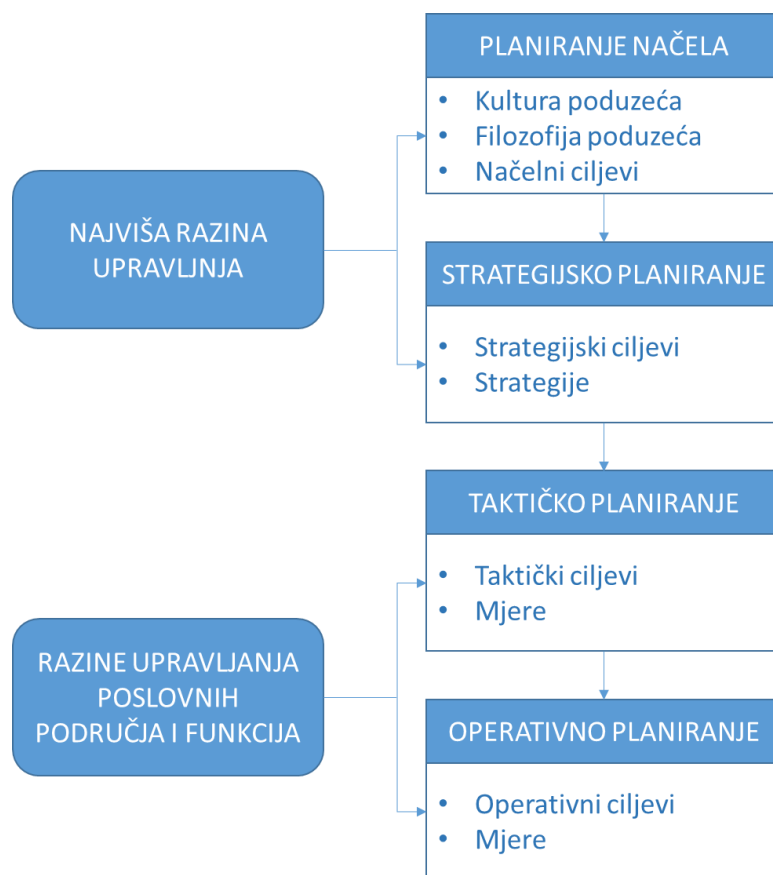 PLANIRANJE NAČELA
• Kultura poduzeća
• Filozofija poduzeća
• Načelni ciljevi
NAJVIŠA RAZINA
UPRAVLJNJA
STRATEGIJSKO PLANIRANJE
• Strategijski ciljevi
• Strategije
TAKTIČKO PLANIRANJE
• Taktički ciljevi
• Mjere
RAZINE UPRAVLJANJA
POSLOVNIH
PODRUČJA I FUNKCIJA
OPERATIVNO PLANIRANJE
• Operativni ciljevi
• Mjere